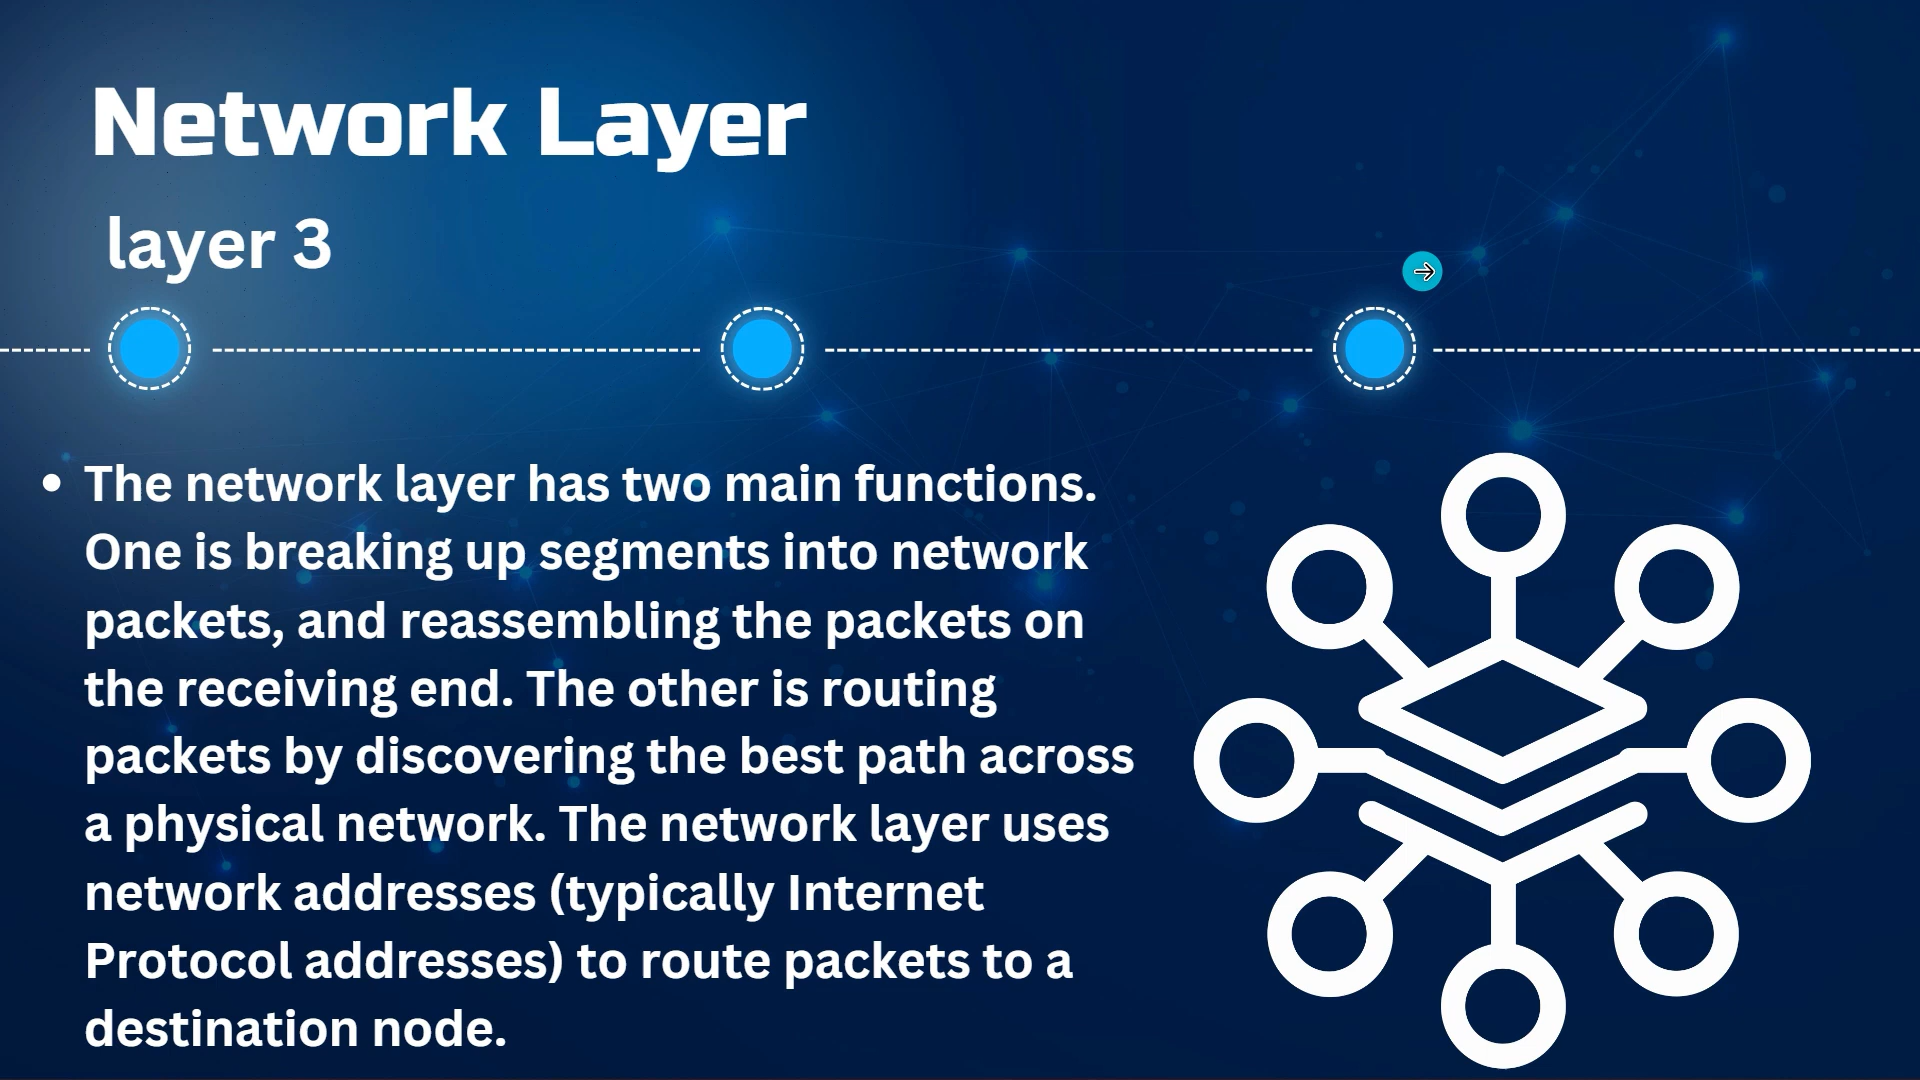 Network Layer
layer 3
• The network layer has two main functions.
One is breaking up segments into network
packets, and reassembling the packets on
the receiving end. The other is routing
packets by discovering the best path across
a physical network. The network layer uses
network addresses (typically Internet
Protocol addresses) to route packets to a
destination node.